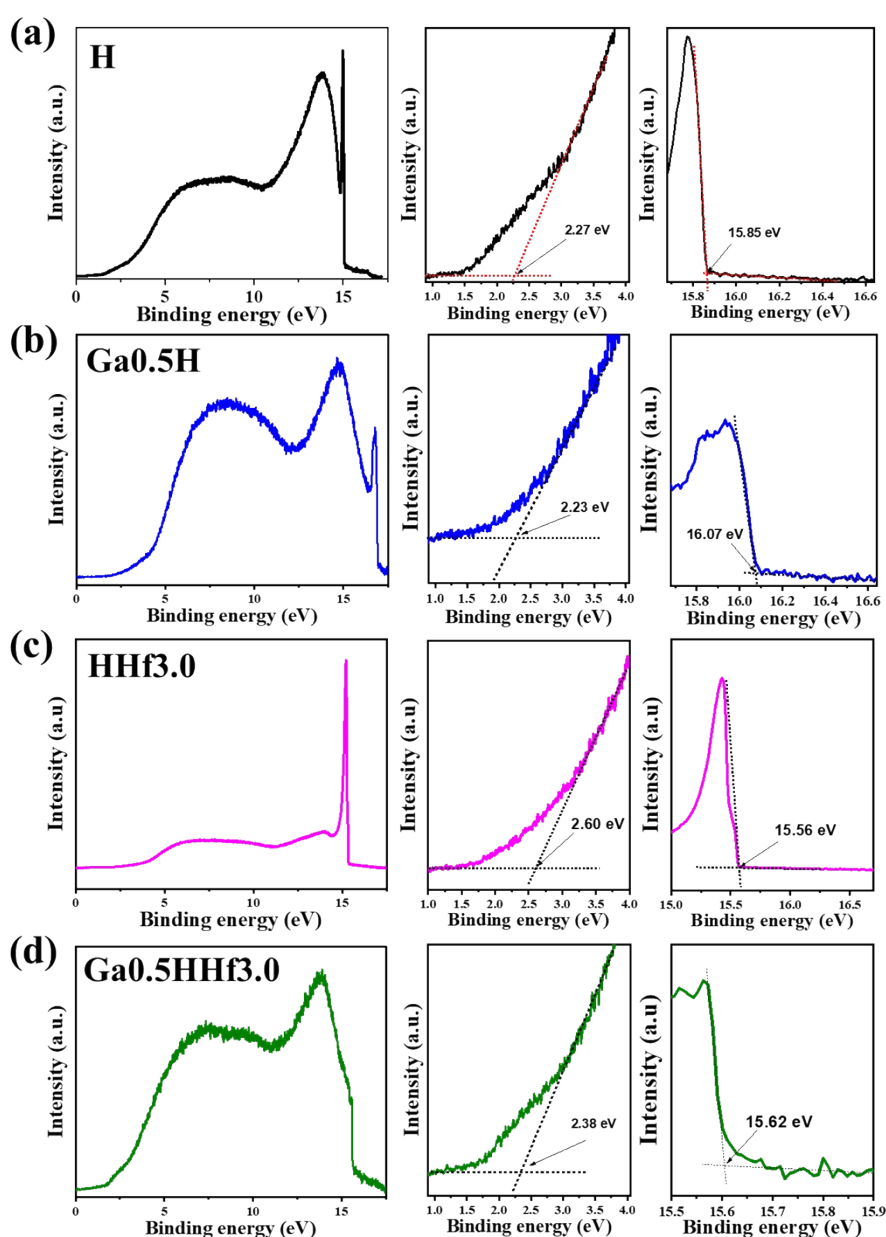 (a)
H
Intensity (a.u.)
0 5 10 15
Binding energy (eV)
Intensity (a.u.)
2.27 eV
1.0 1.5 2.0 2.5 3.0 3.5 4.0
Binding energy (eV)
Intensity (a.u.)
15.85 eV
15.8 16.0 16.2 16.4 16.6
Binding energy (eV)
(b)
Ga0.5H
Intensity (a.u.)
0 5 10 15
Binding energy (eV)
Intensity (a.u.)
2.23 eV
1.0 1.5 2.0 2.5 3.0 3.5 4.0
Binding energy (eV)
Intensity (a.u.)
16.07 eV
15.8 16.0 16.2 16.4 16.6
Binding energy (eV)
(c)
HHf3.0
Intensity (a.u)
0 5 10 15
Binding energy (eV)
Intensity (a.u)
2.60 eV
1.0 1.5 2.0 2.5 3.0 3.5 4.0
Binding energy (eV)
Intensity (a.u)
15.56 eV
15.0 15.5 16.0 16.5
Binding energy (eV)
(d)
Ga0.5HHf3.0
Intensity (a.u.)
0 5 10 15
Binding energy (eV)
Intensity (a.u.)
2.38 eV
1.0 1.5 2.0 2.5 3.0 3.5 4.0
Binding energy (eV)
Intensity (a.u)
15.62 eV
15.5 15.6 15.7 15.8 15.9
Binding energy (eV)